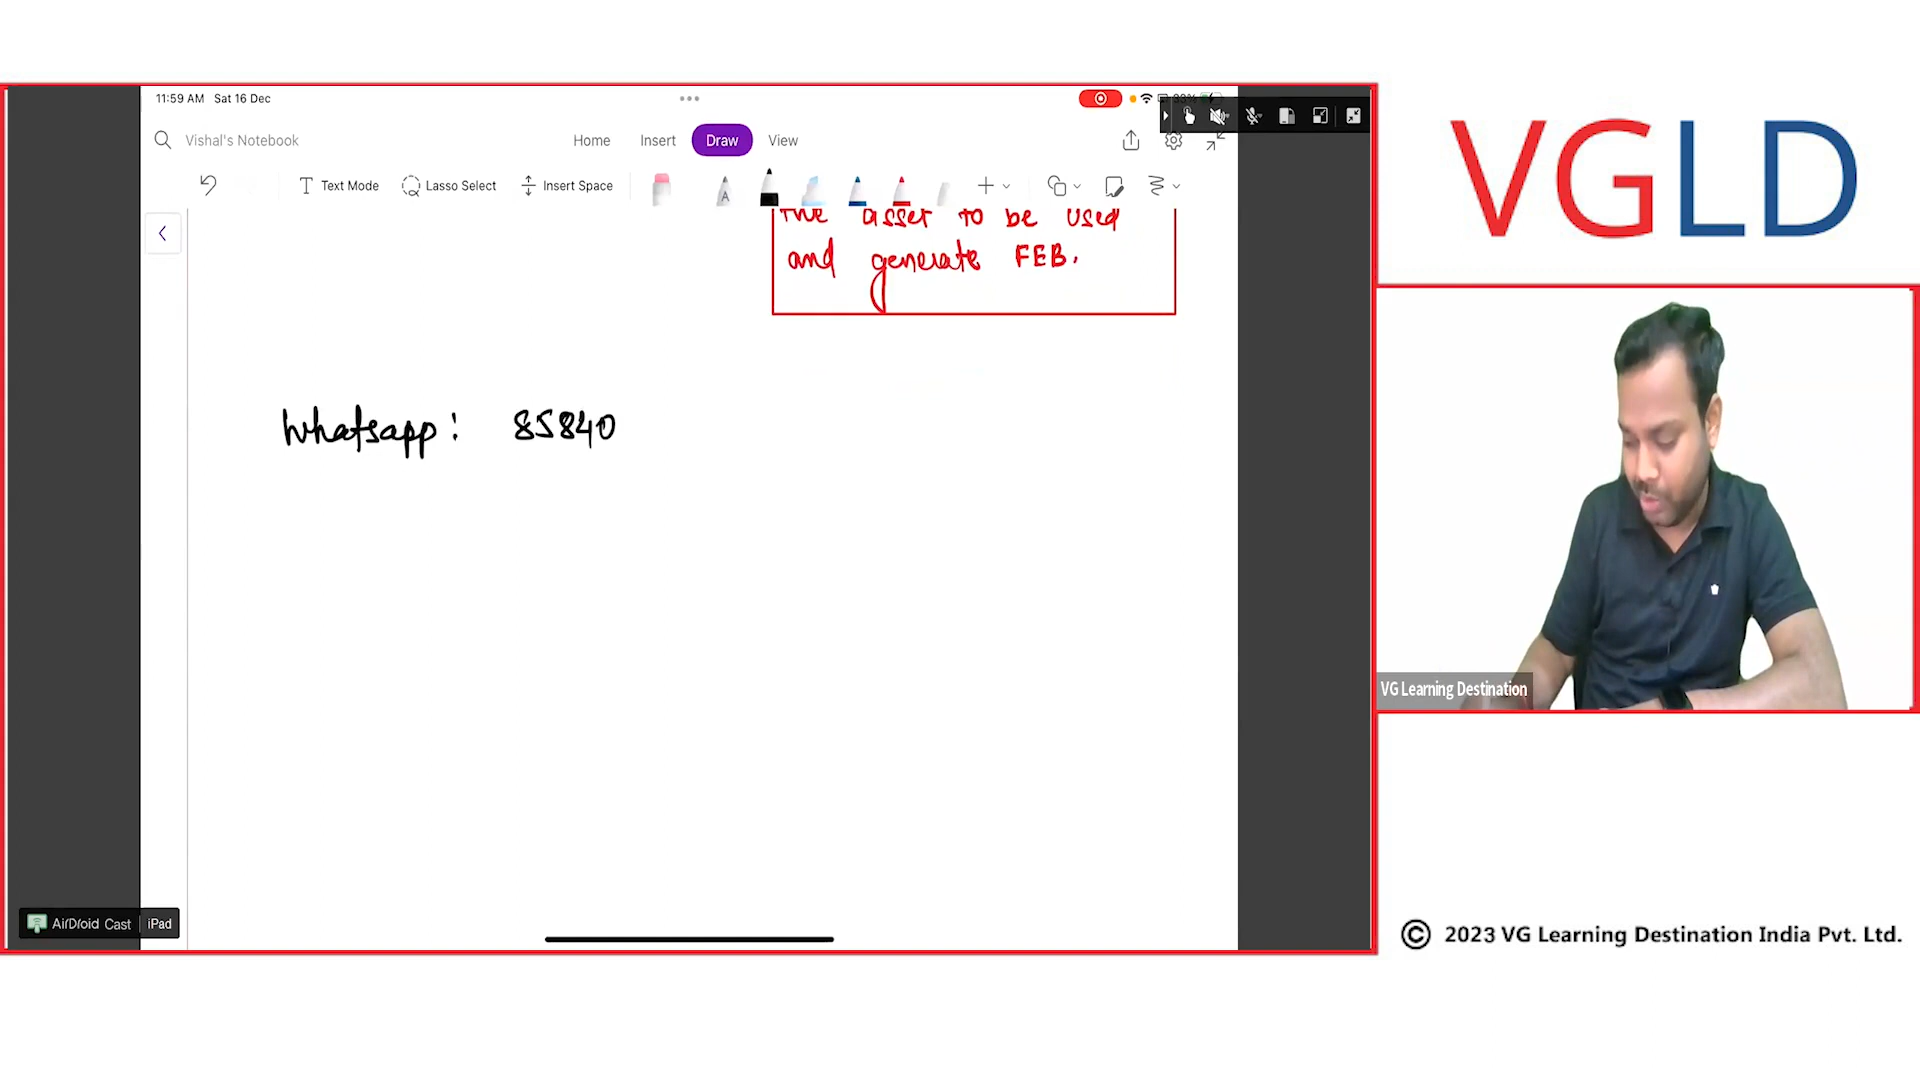 11:59 AM Sat 16 Dec
Vishal's Notebook
Home Insert Draw View
Text Mode Lasso Select Insert Space
the asset to be used
and generate FEB.
Whatsapp: 85840
VGLD
VG Learning Destination
AirDroid Cast iPad
© 2023 VG Learning Destination India Pvt. Ltd.